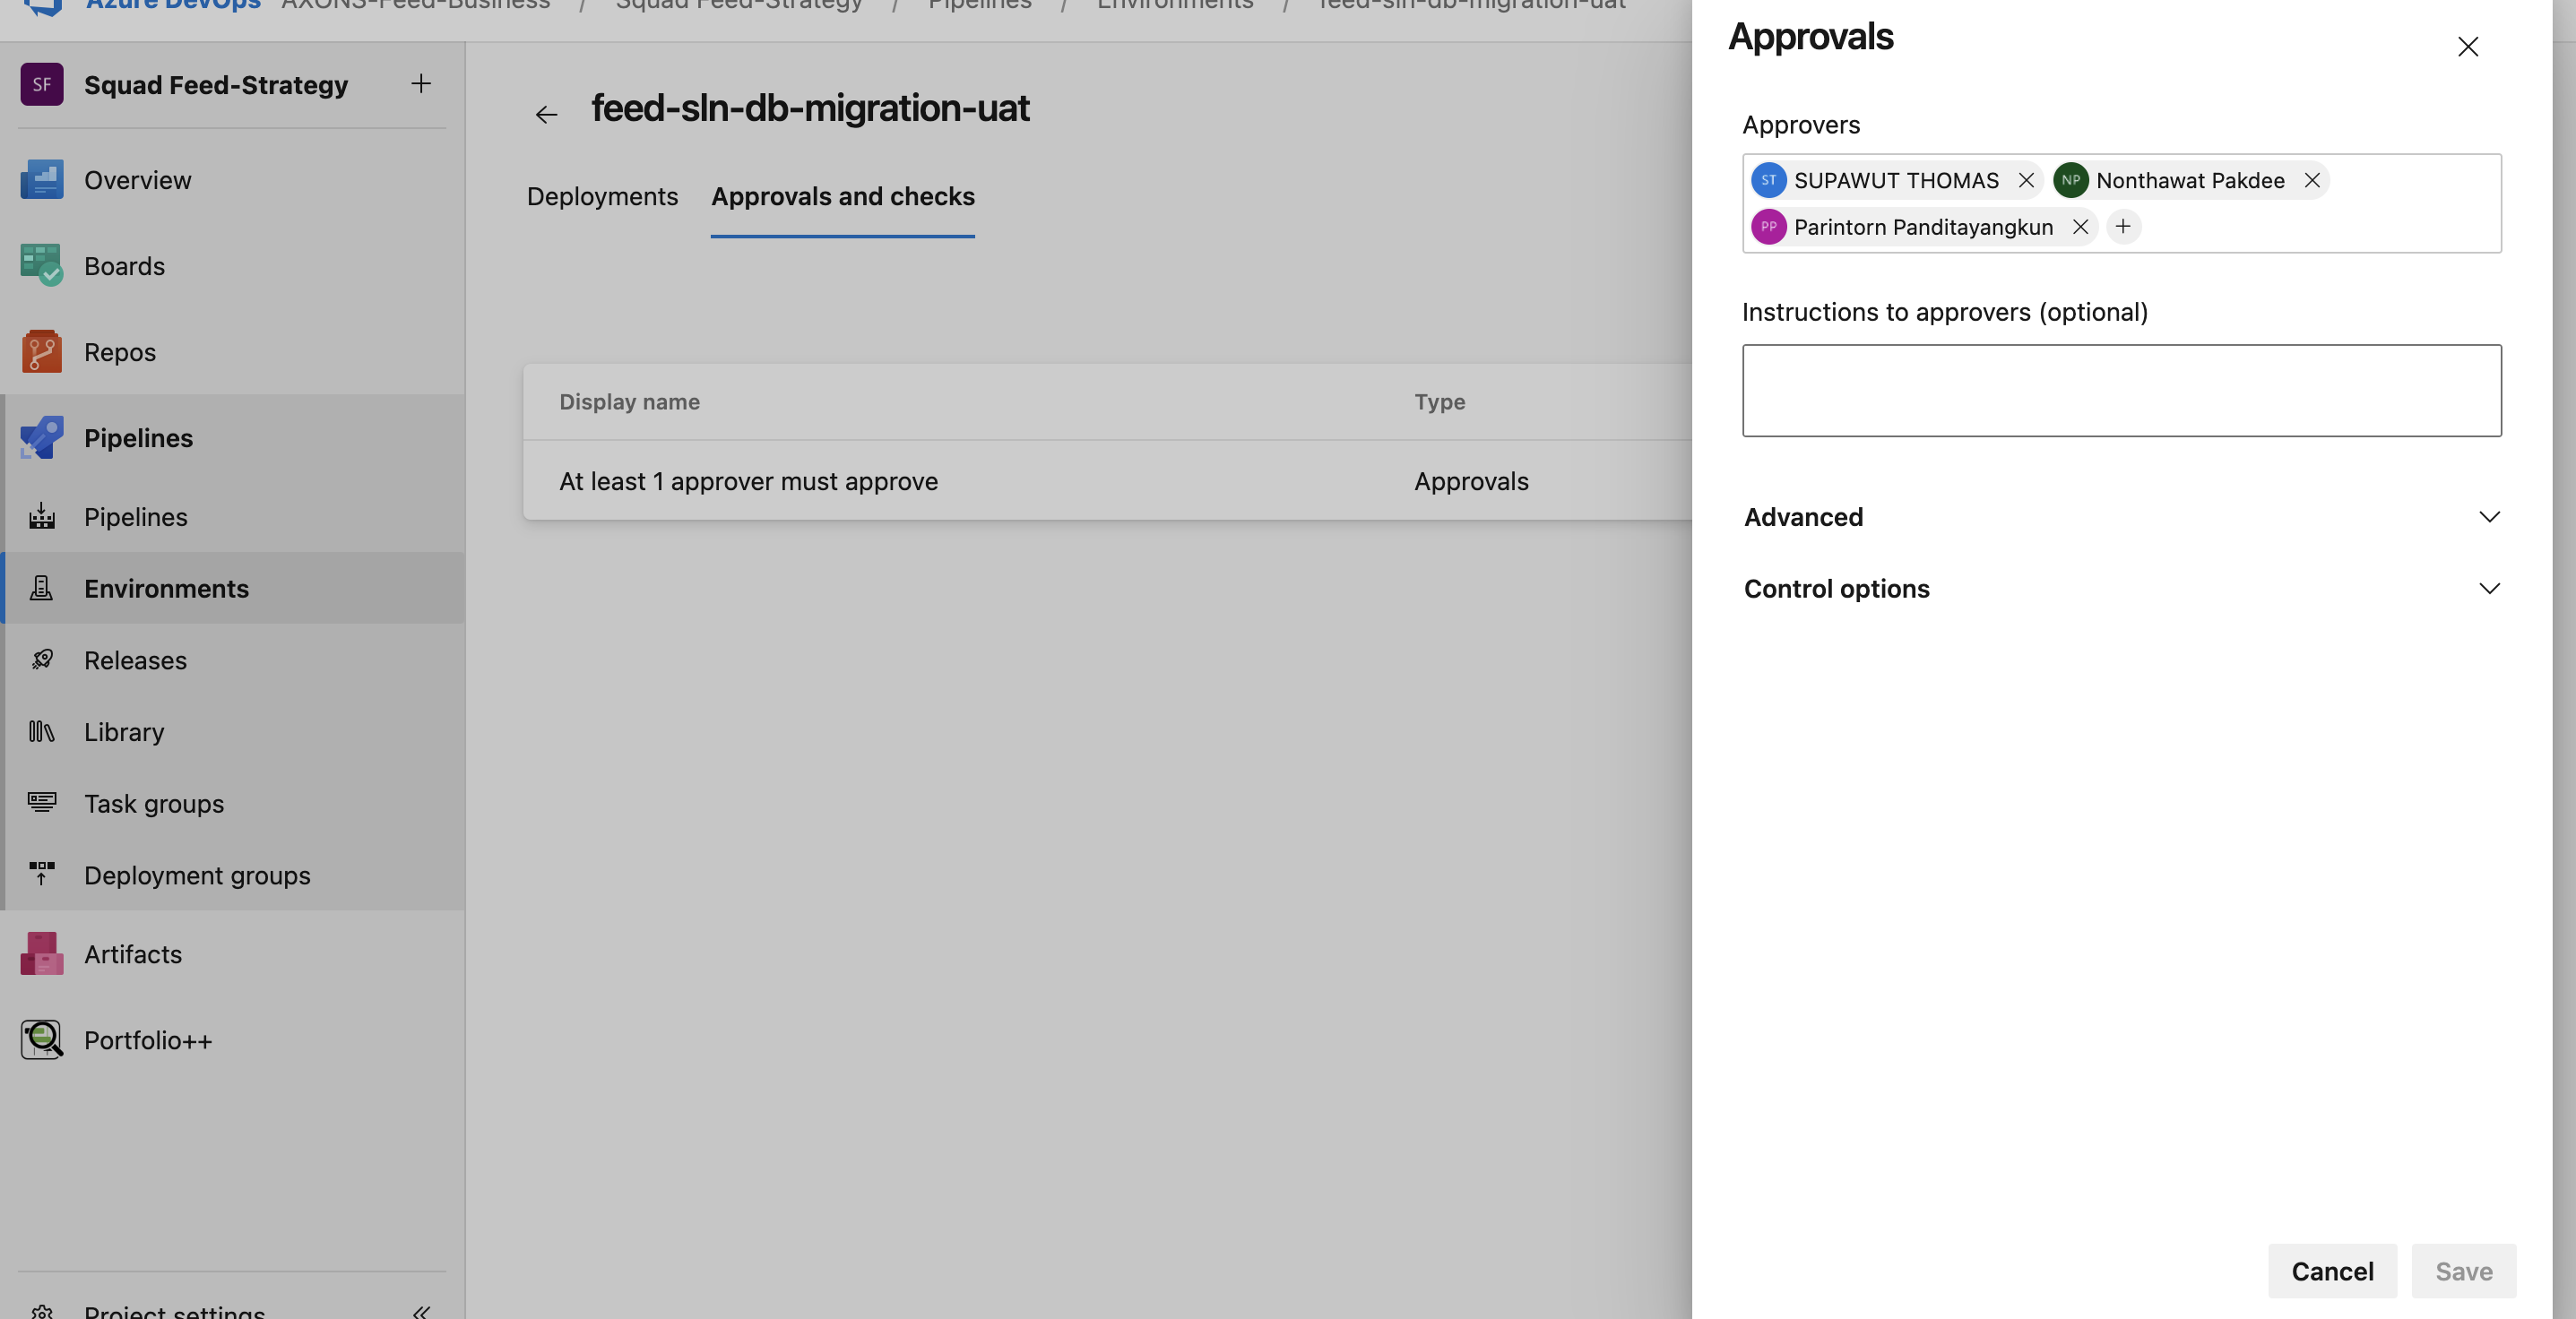 Azure DevOps AXONS-Feed-Business / Squad Feed-Strategy / Pipelines / Environments / feed-sln-db-migration-uat
SF Squad Feed-Strategy
Overview
Boards
Repos
Pipelines
Pipelines
Environments
Releases
Library
Task groups
Deployment groups
Artifacts
Portfolio++
Project settings
feed-sln-db-migration-uat
Deployments Approvals and checks
Display name Type
At least 1 approver must approve Approvals
Approvals
Approvers
ST SUPAWUT THOMAS NP Nonthawat Pakdee
PP Parintorn Panditayangkun
Instructions to approvers (optional)
Advanced
Control options
Cancel Save